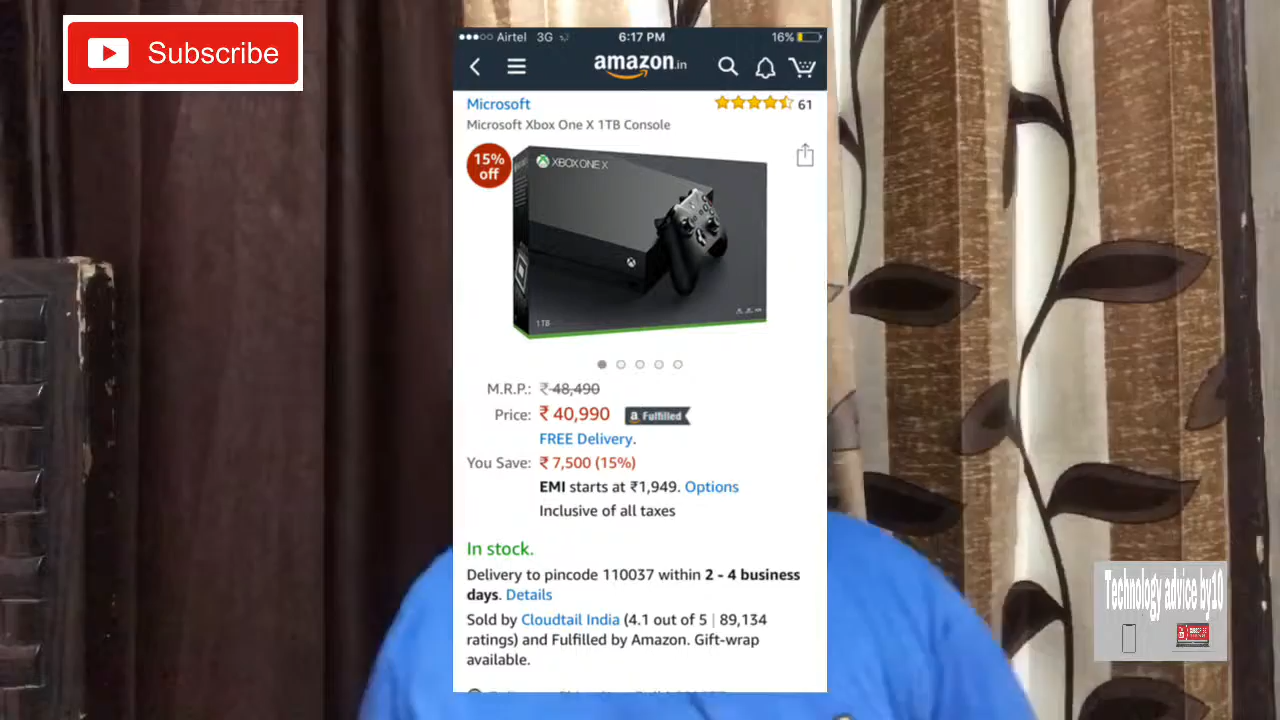 Subscribe
Airtel 3G 6:17 PM 16%
amazon.in
Microsoft
61
Microsoft Xbox One X 1TB Console
15%
off
XBOX ONE X
1TB
M.R.P.: ₹ 48,490
Price: ₹ 40,990 a Fulfilled
FREE Delivery.
You Save: ₹ 7,500 (15%)
EMI starts at ₹1,949. Options
Inclusive of all taxes
In stock.
Delivery to pincode 110037 within 2 - 4 business
days. Details
Sold by Cloudtail India (4.1 out of 5 | 89,134
ratings) and Fulfilled by Amazon. Gift-wrap
available.
Technology advice by10